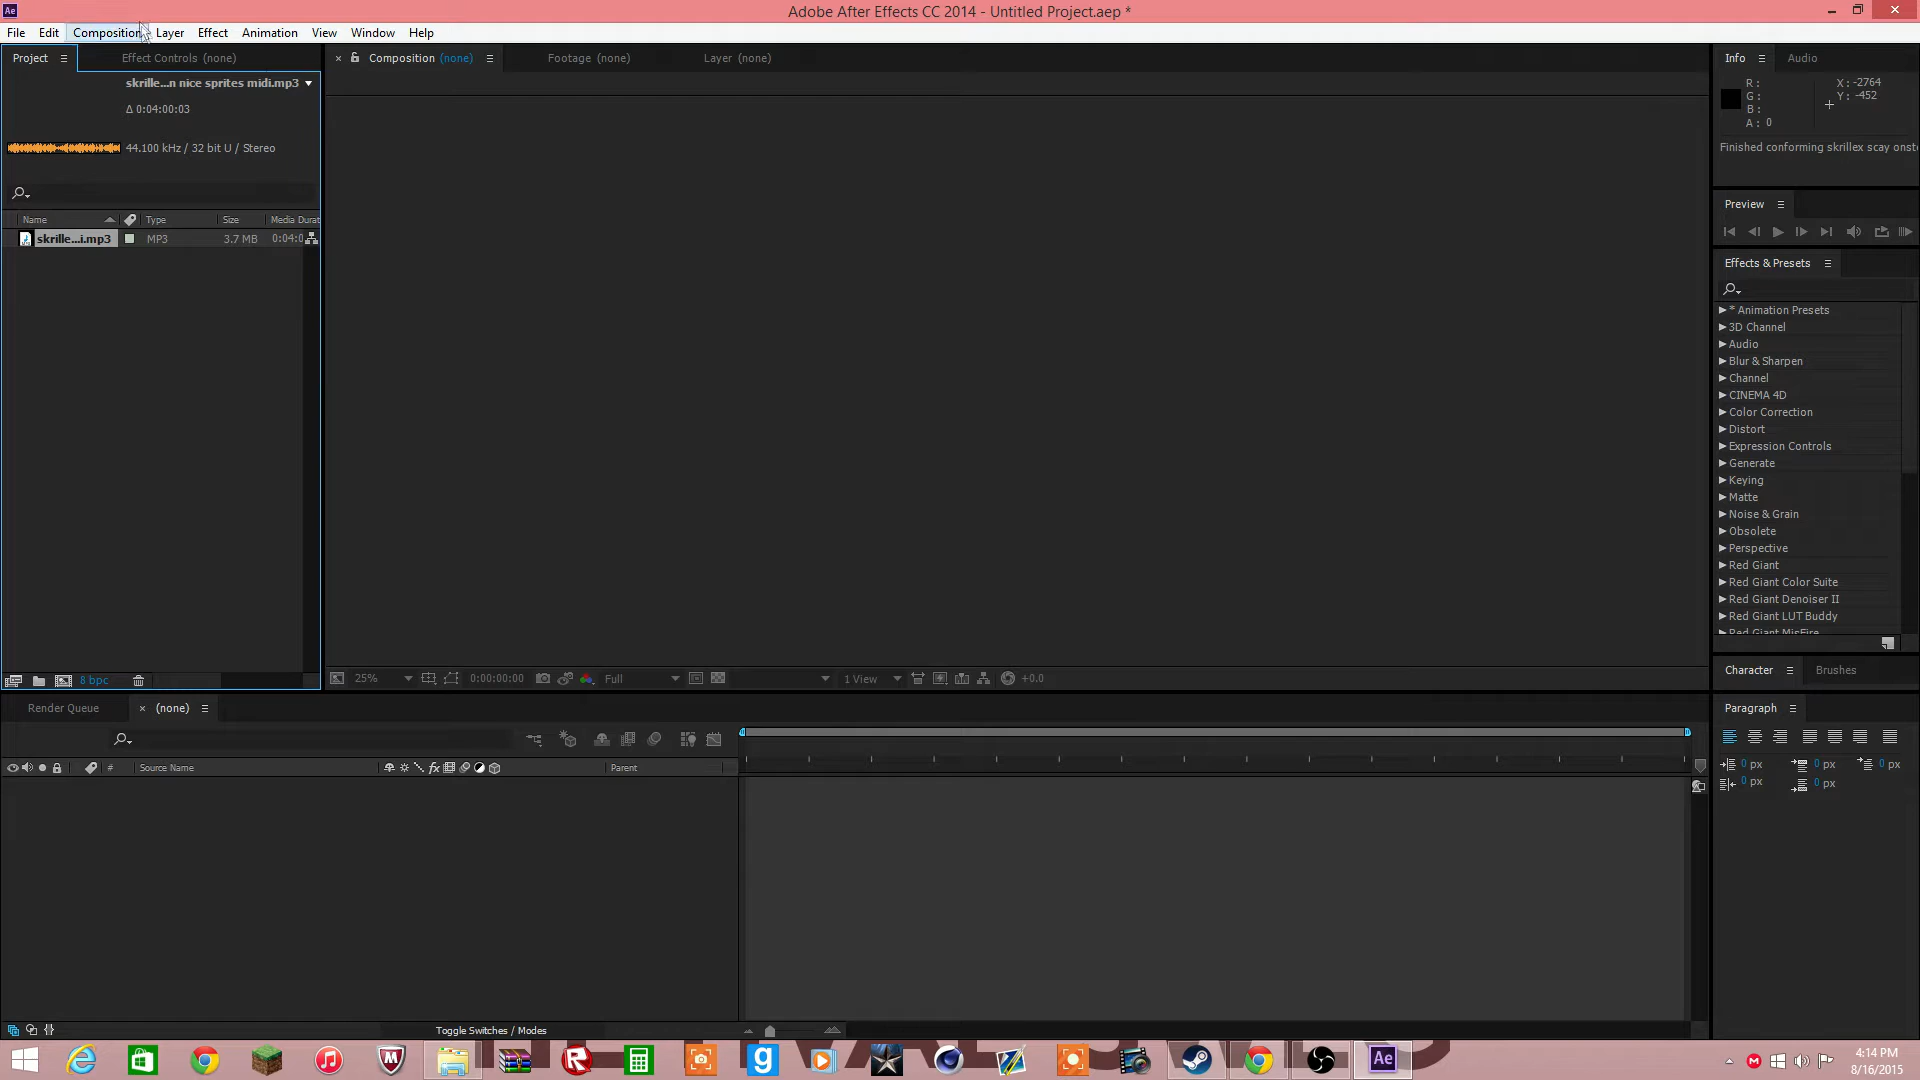 Adobe After Effects CC 2014 - Untitled Project.aep *
File Edit Composition Layer Effect Animation View Window Help
Project Effect Controls (none)
skrille...n nice sprites midi.mp3
Δ 0:04:00:03
44.100 kHz / 32 bit U / Stereo
Name Type Size Media Durat
skrille...i.mp3 MP3 3.7 MB 0:04:0
8 bpc
Composition (none) Footage (none) Layer (none)
25% 0:00:00:00 Full 1 View +0.0
Info Audio
R : X : -2764
G : Y : -452
B :
A : 0
Finished conforming skrillex scay onst
Preview
Effects & Presets
* Animation Presets
3D Channel
Audio
Blur & Sharpen
Channel
CINEMA 4D
Color Correction
Distort
Expression Controls
Generate
Keying
Matte
Noise & Grain
Obsolete
Perspective
Red Giant
Red Giant Color Suite
Red Giant Denoiser II
Red Giant LUT Buddy
Red Giant MisFire
Character Brushes
Paragraph
0 px 0 px 0 px
0 px 0 px
Render Queue (none)
# Source Name Parent
Toggle Switches / Modes
4:14 PM
8/16/2015